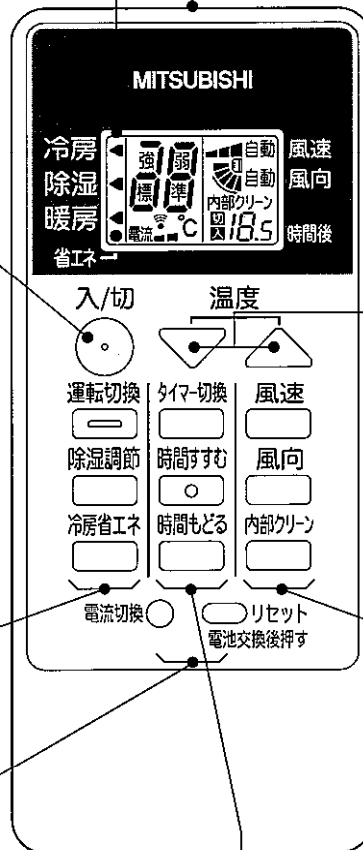 MITSUBISHI
冷房 強 弱 自動 風速
除湿 標 準 自動 風向
暖房 内部クリーン
電流 ℃ 切 入 18.5 時間後
省エネ
入/切 温度
運転切換 タイマー切換 風速
除湿調節 時間すすむ 風向
冷房省エネ 時間もどる 内部クリーン
電流切換 リセット
電池交換後押す